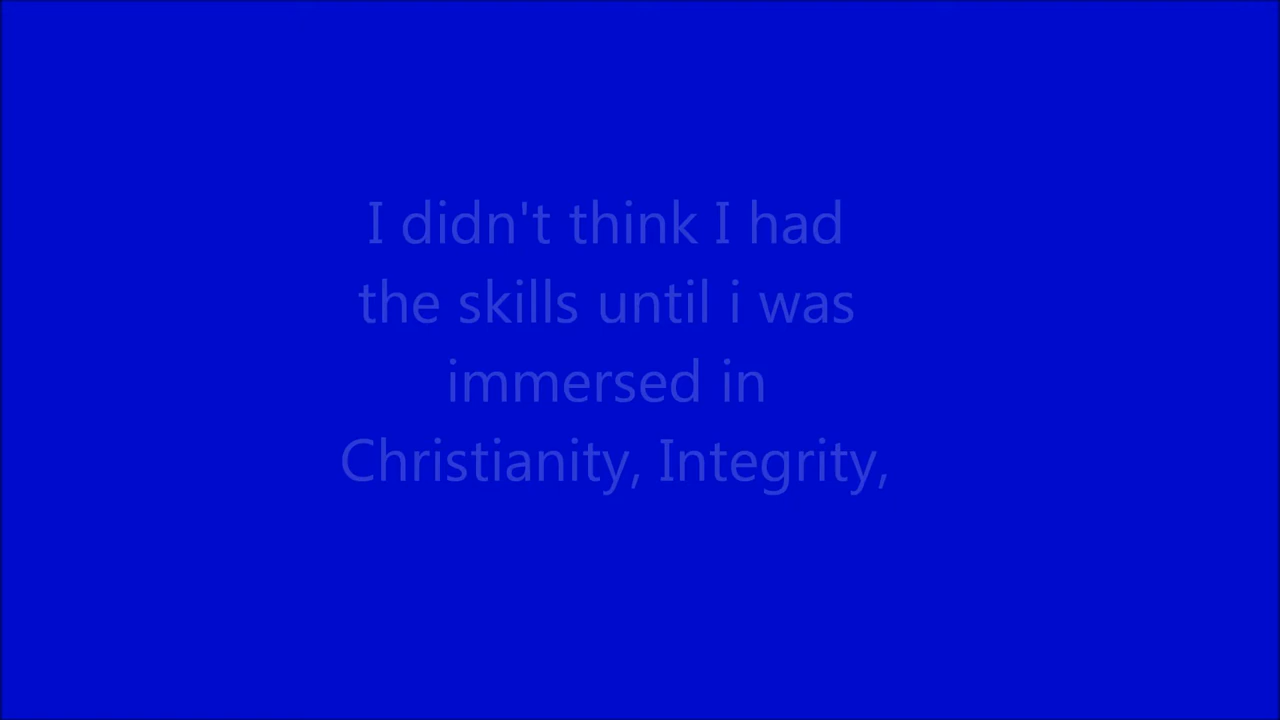 I didn't think I had
the skills until i was
immersed in
Christianity, Integrity,